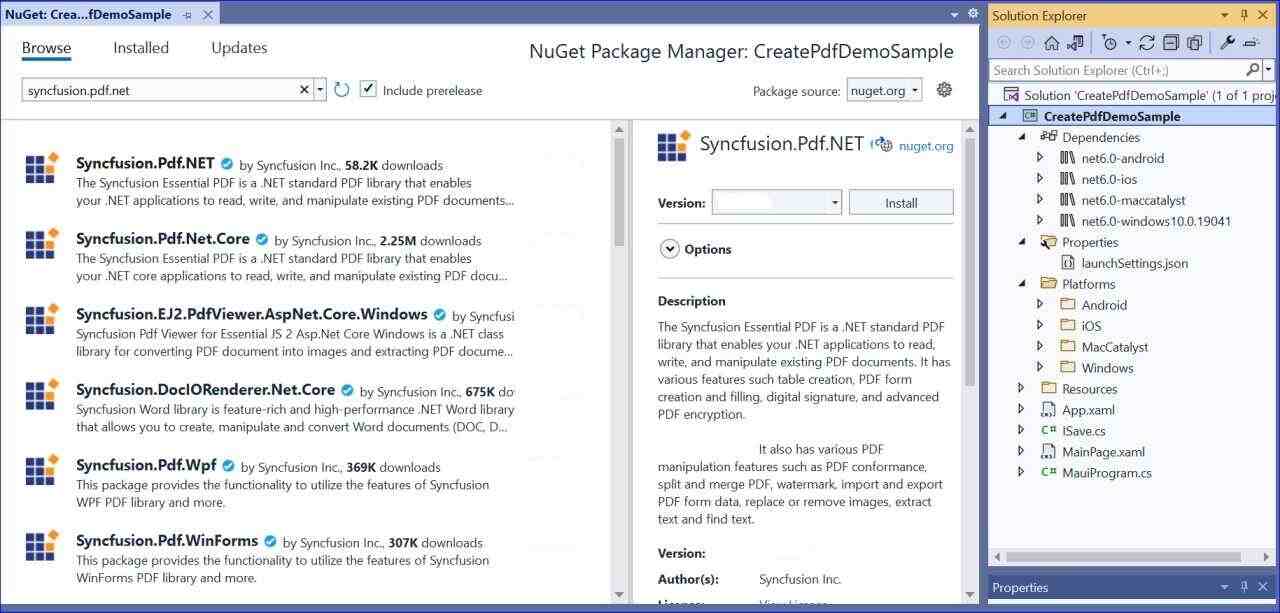 NuGet: Crea...fDemoSample
Browse
Installed
Updates
NuGet Package Manager: CreatePdfDemoSample
syncfusion.pdf.net
Include prerelease
Package source: nuget.org
Syncfusion.Pdf.NET by Syncfusion Inc., 58.2K downloads
The Syncfusion Essential PDF is a .NET standard PDF library that enables
your .NET applications to read, write, and manipulate existing PDF documents...
Syncfusion.Pdf.Net.Core by Syncfusion Inc., 2.25M downloads
The Syncfusion Essential PDF is a .NET standard PDF library that enables
your .NET core applications to read, write, and manipulate existing PDF docu...
Syncfusion.EJ2.PdfViewer.AspNet.Core.Windows by Syncfusi
Syncfusion Pdf Viewer for Essential JS 2 Asp.Net Core Windows is a .NET class
library for converting PDF document into images and extracting PDF docume...
Syncfusion.DocIORenderer.Net.Core by Syncfusion Inc., 675K do
Syncfusion Word library is feature-rich and high-performance .NET Word library
that allows you to create, manipulate and convert Word documents (DOC, D...
Syncfusion.Pdf.Wpf by Syncfusion Inc., 369K downloads
This package provides the functionality to utilize the features of Syncfusion
WPF PDF library and more.
Syncfusion.Pdf.WinForms by Syncfusion Inc., 307K downloads
This package provides the functionality to utilize the features of Syncfusion
WinForms PDF library and more.
Syncfusion.Pdf.NET
nuget.org
Version:
Install
Options
Description
The Syncfusion Essential PDF is a .NET standard PDF
library that enables your .NET applications to read,
write, and manipulate existing PDF documents. It has
various features such table creation, PDF form
creation and filling, digital signature, and advanced
PDF encryption.
It also has various PDF
manipulation features such as PDF conformance,
split and merge PDF, watermark, import and export
PDF form data, replace or remove images, extract
text and find text.
Version:
Author(s): Syncfusion Inc.
License: View License
Solution Explorer
Search Solution Explorer (Ctrl+;)
Solution 'CreatePdfDemoSample' (1 of 1 proj
C# CreatePdfDemoSample
Dependencies
net6.0-android
net6.0-ios
net6.0-maccatalyst
net6.0-windows10.0.19041
Properties
launchSettings.json
Platforms
Android
iOS
MacCatalyst
Windows
Resources
App.xaml
C# ISave.cs
MainPage.xaml
C# MauiProgram.cs
Properties